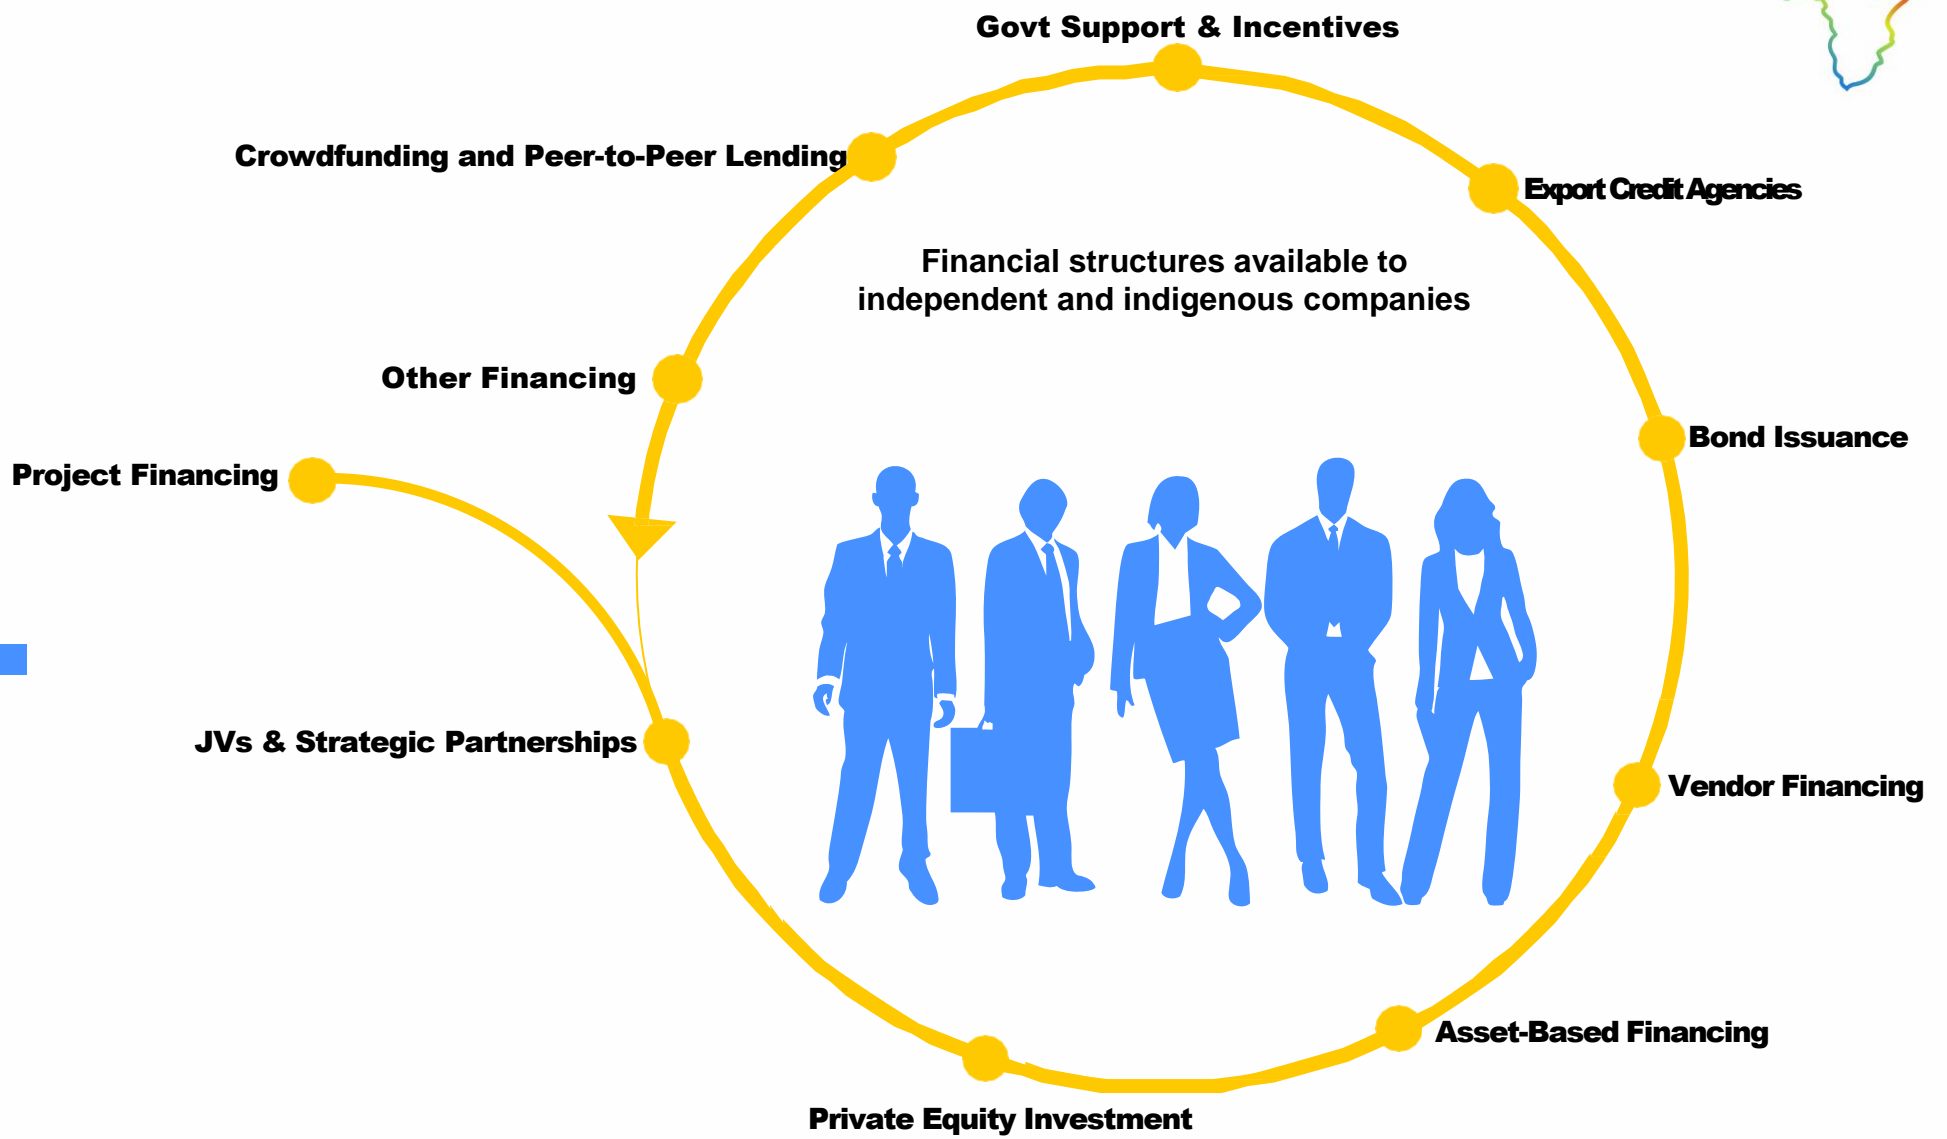 Govt Support & Incentives
Crowdfunding and Peer-to-Peer Lending
Export Credit Agencies
Financial structures available to
independent and indigenous companies
Other Financing
Bond Issuance
Project Financing
JVs & Strategic Partnerships
Vendor Financing
Asset-Based Financing
Private Equity Investment